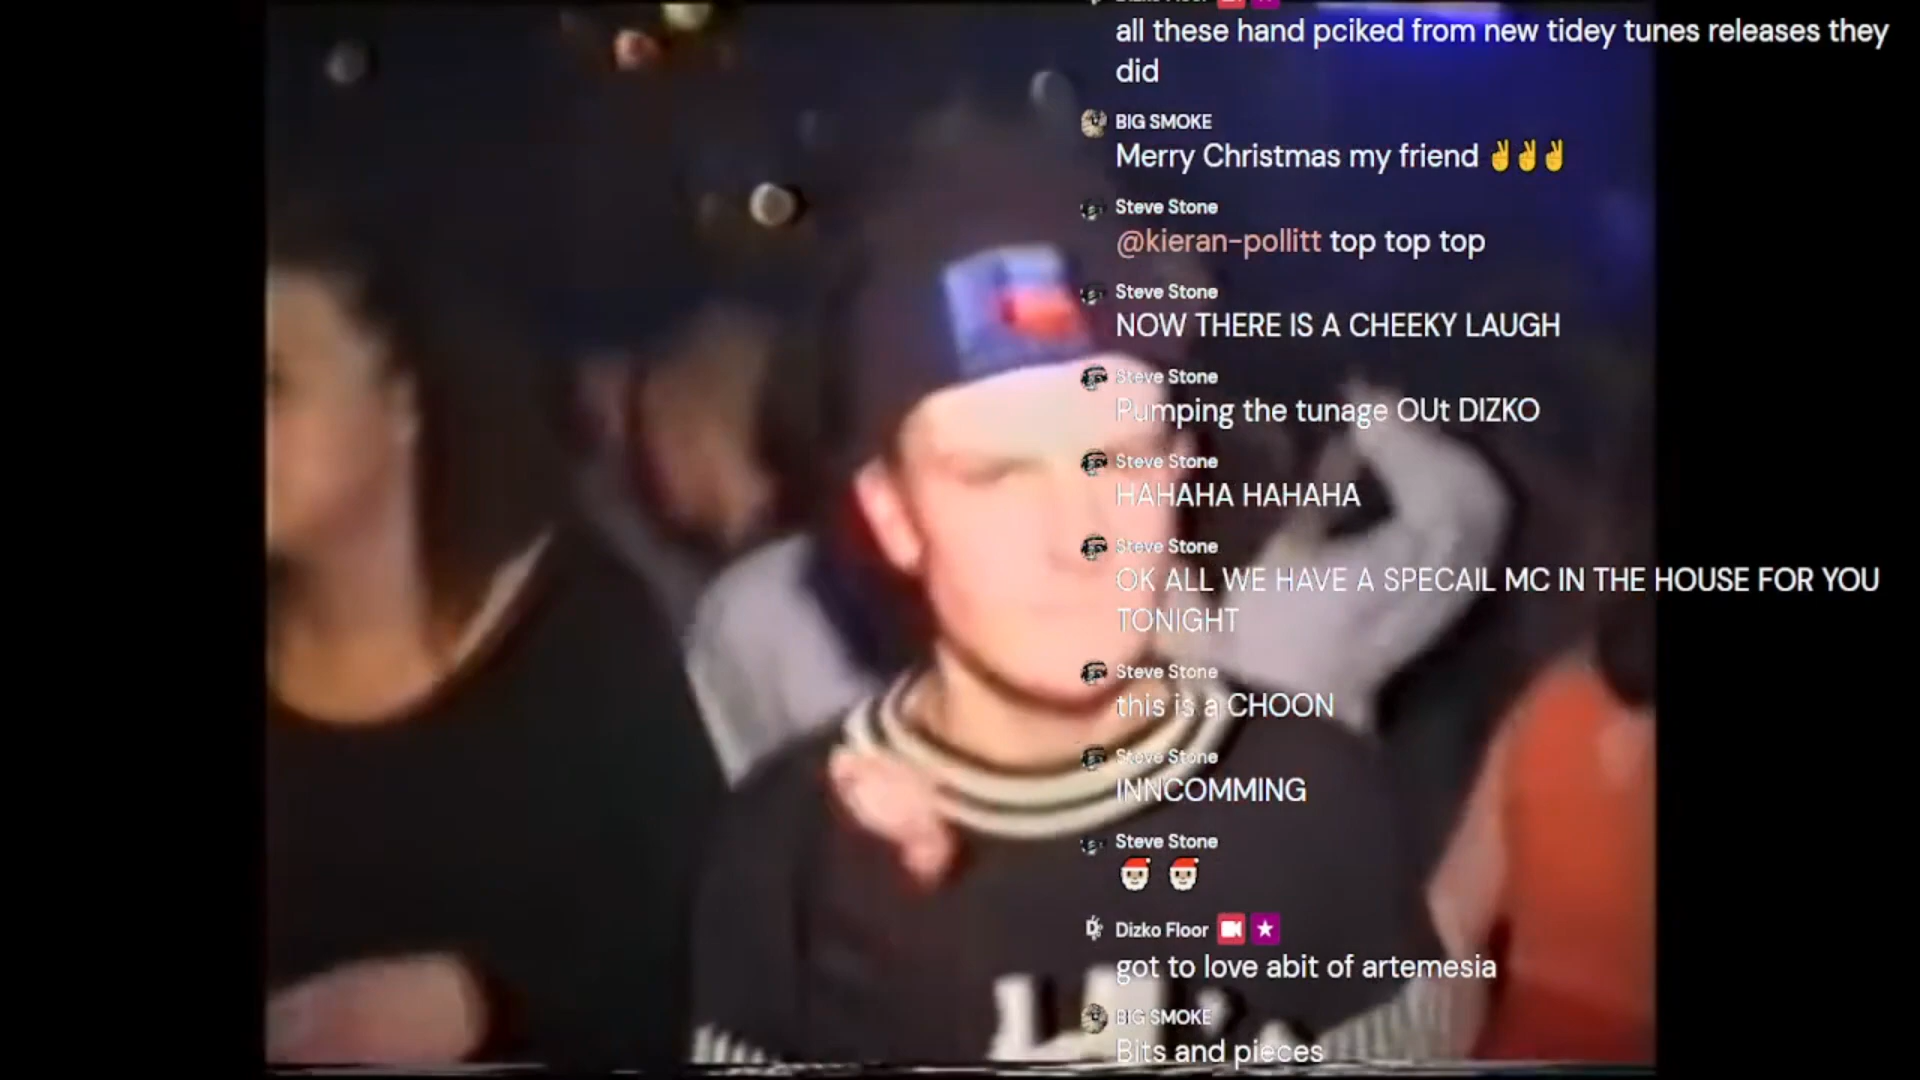 all these hand pciked from new tidey tunes releases they
did
BIG SMOKE
Merry Christmas my friend ✌✌✌
Steve Stone
@kieran-pollitt top top top
Steve Stone
NOW THERE IS A CHEEKY LAUGH
Steve Stone
Pumping the tunage OUt DIZKO
Steve Stone
HAHAHA HAHAHA
Steve Stone
OK ALL WE HAVE A SPECAIL MC IN THE HOUSE FOR YOU
TONIGHT
Steve Stone
this is a CHOON
Steve Stone
INNCOMMING
Steve Stone
🎅🏼 🎅🏼
Dizko Floor
got to love abit of artemesia
BIG SMOKE
Bits and pieces